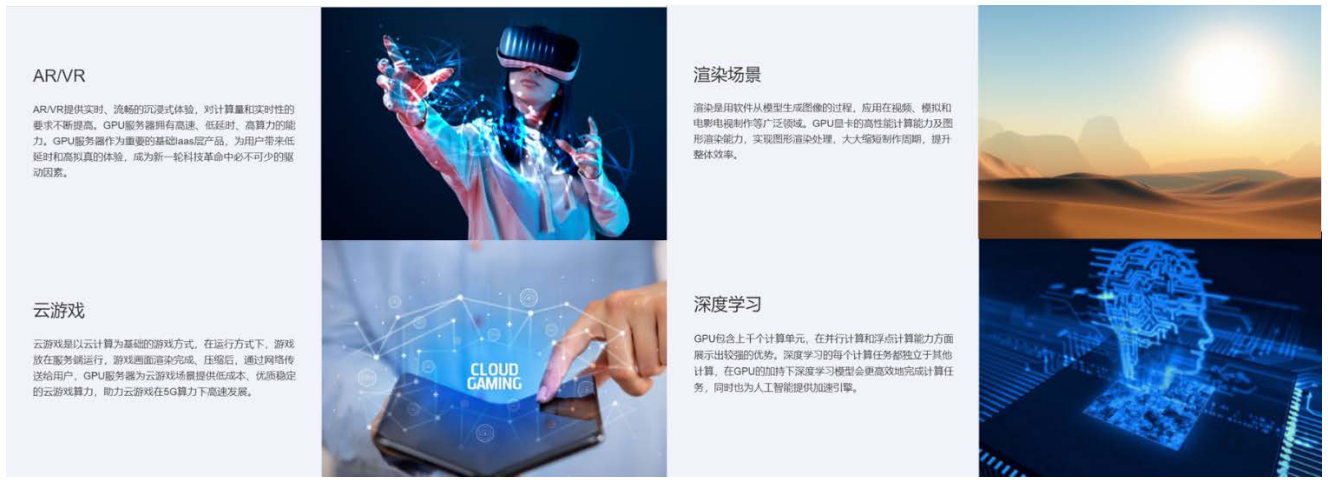 AR/VR
AR/VR提供实时、流畅的沉浸式体验，对计算量和实时性的
要求不断提高。GPU服务器拥有高速、低延时、高算力的能
力。GPU服务器作为重要的基础Iaas层产品，为用户带来低
延时和高拟真的体验，成为新一轮科技革命中必不可少的驱
动因素。
渲染场景
渲染是用软件从模型生成图像的过程，应用在视频、模拟和
电影电视制作等广泛领域。GPU显卡的高性能计算能力及图
形渲染能力，实现图形渲染处理，大大缩短制作周期，提升
整体效率。
云游戏
云游戏是以云计算为基础的游戏方式，在运行方式下，游戏
放在服务端运行，游戏画面渲染完成、压缩后，通过网络传
送给用户，GPU服务器为云游戏场景提供低成本、优质稳定
的云游戏算力，助力云游戏在5G算力下高速发展。
CLOUD
GAMING
深度学习
GPU包含上千个计算单元，在并行计算和浮点计算能力方面
展示出较强的优势。深度学习的每个计算任务都独立于其他
计算，在GPU的加持下深度学习模型会更高效地完成计算任
务，同时也为人工智能提供加速引擎。